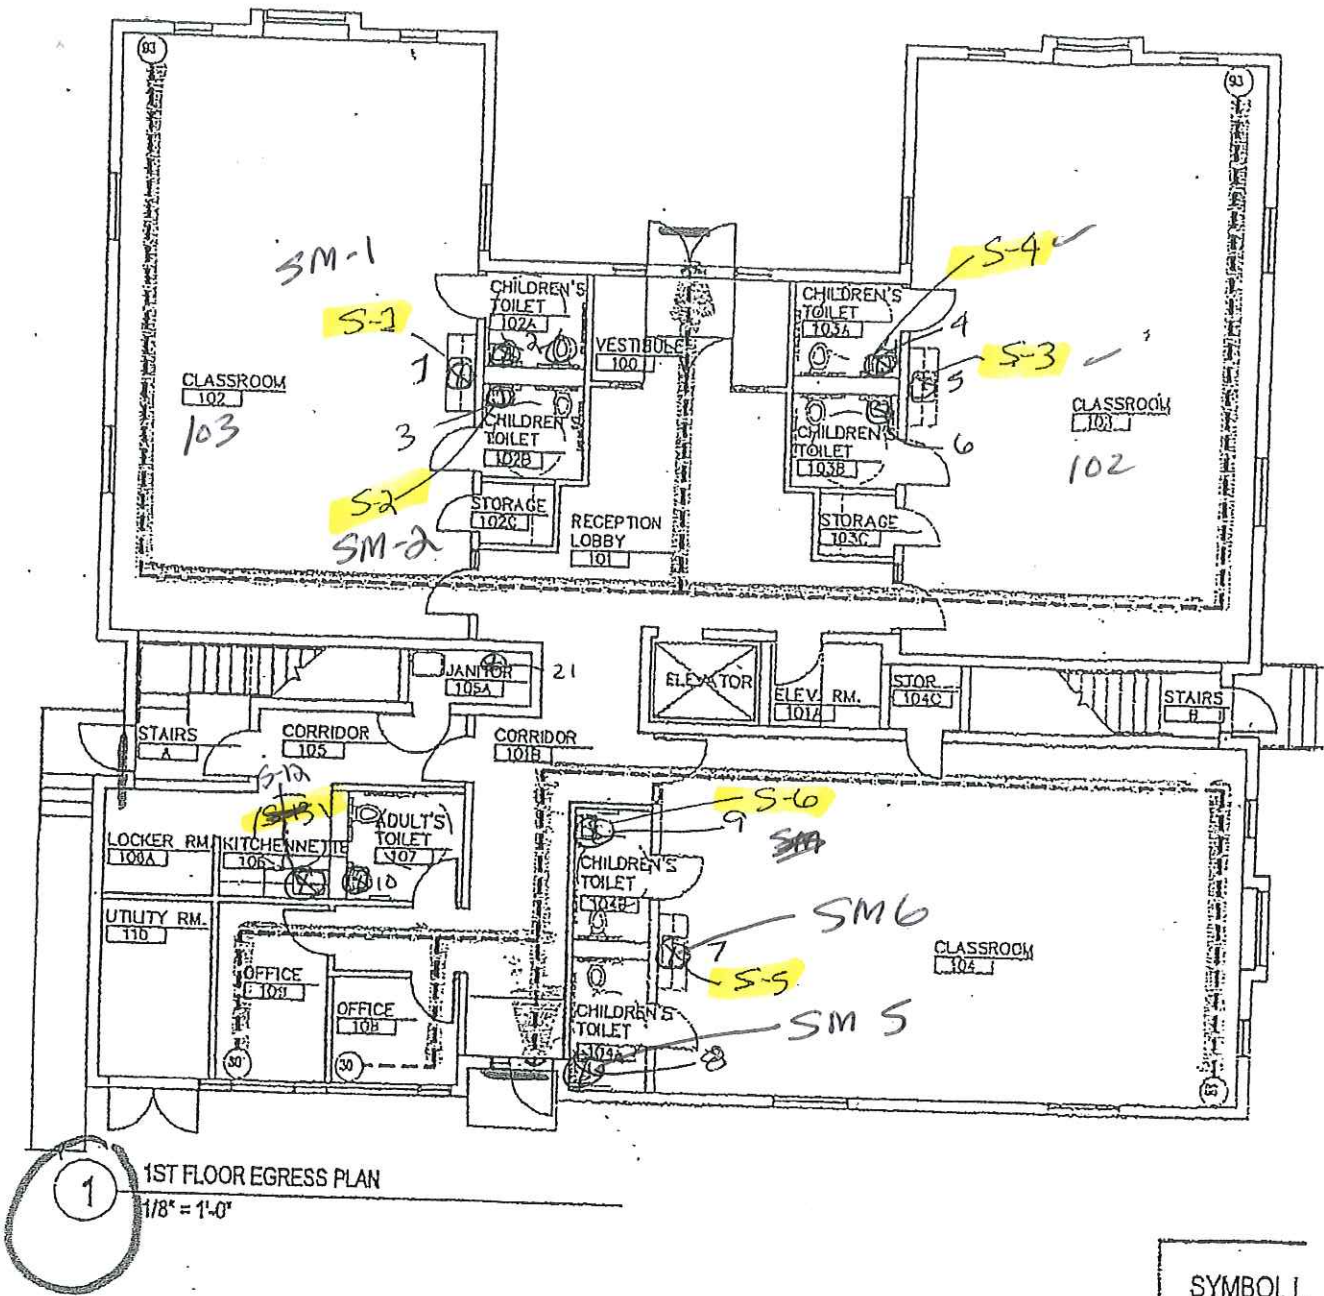 93
93
SM-1
S-4
CHILDREN'S
TOILET
102A
CHILDREN'S
TOILET
103A
4
S-1
2
VESTIBULE
100
S-3
1
5
CLASSROOM
102
103
CLASSROOM
103
102
3
CHILDREN'S
TOILET
102B
CHILDREN'S
TOILET
103B
6
S-2
SM-2
STORAGE
102C
RECEPTION
LOBBY
101
STORAGE
103C
JANITOR
105A
21
ELEVATOR
ELEV. RM.
101A
STOR.
104C
STAIRS
B
STAIRS
A
CORRIDOR
105
CORRIDOR
101B
S-12
S-6
9
LOCKER RM.
KITCHENNETTE
106
ADULT'S
TOILET
107
10
CHILDREN'S
TOILET
104B
SM6
UTILITY RM.
110
7
S-5
CLASSROOM
104
OFFICE
109
OFFICE
108
CHILDREN'S
TOILET
104A
SM 5
8
30
30
1
1ST FLOOR EGRESS PLAN
1/8" = 1'-0"
SYMBOL L